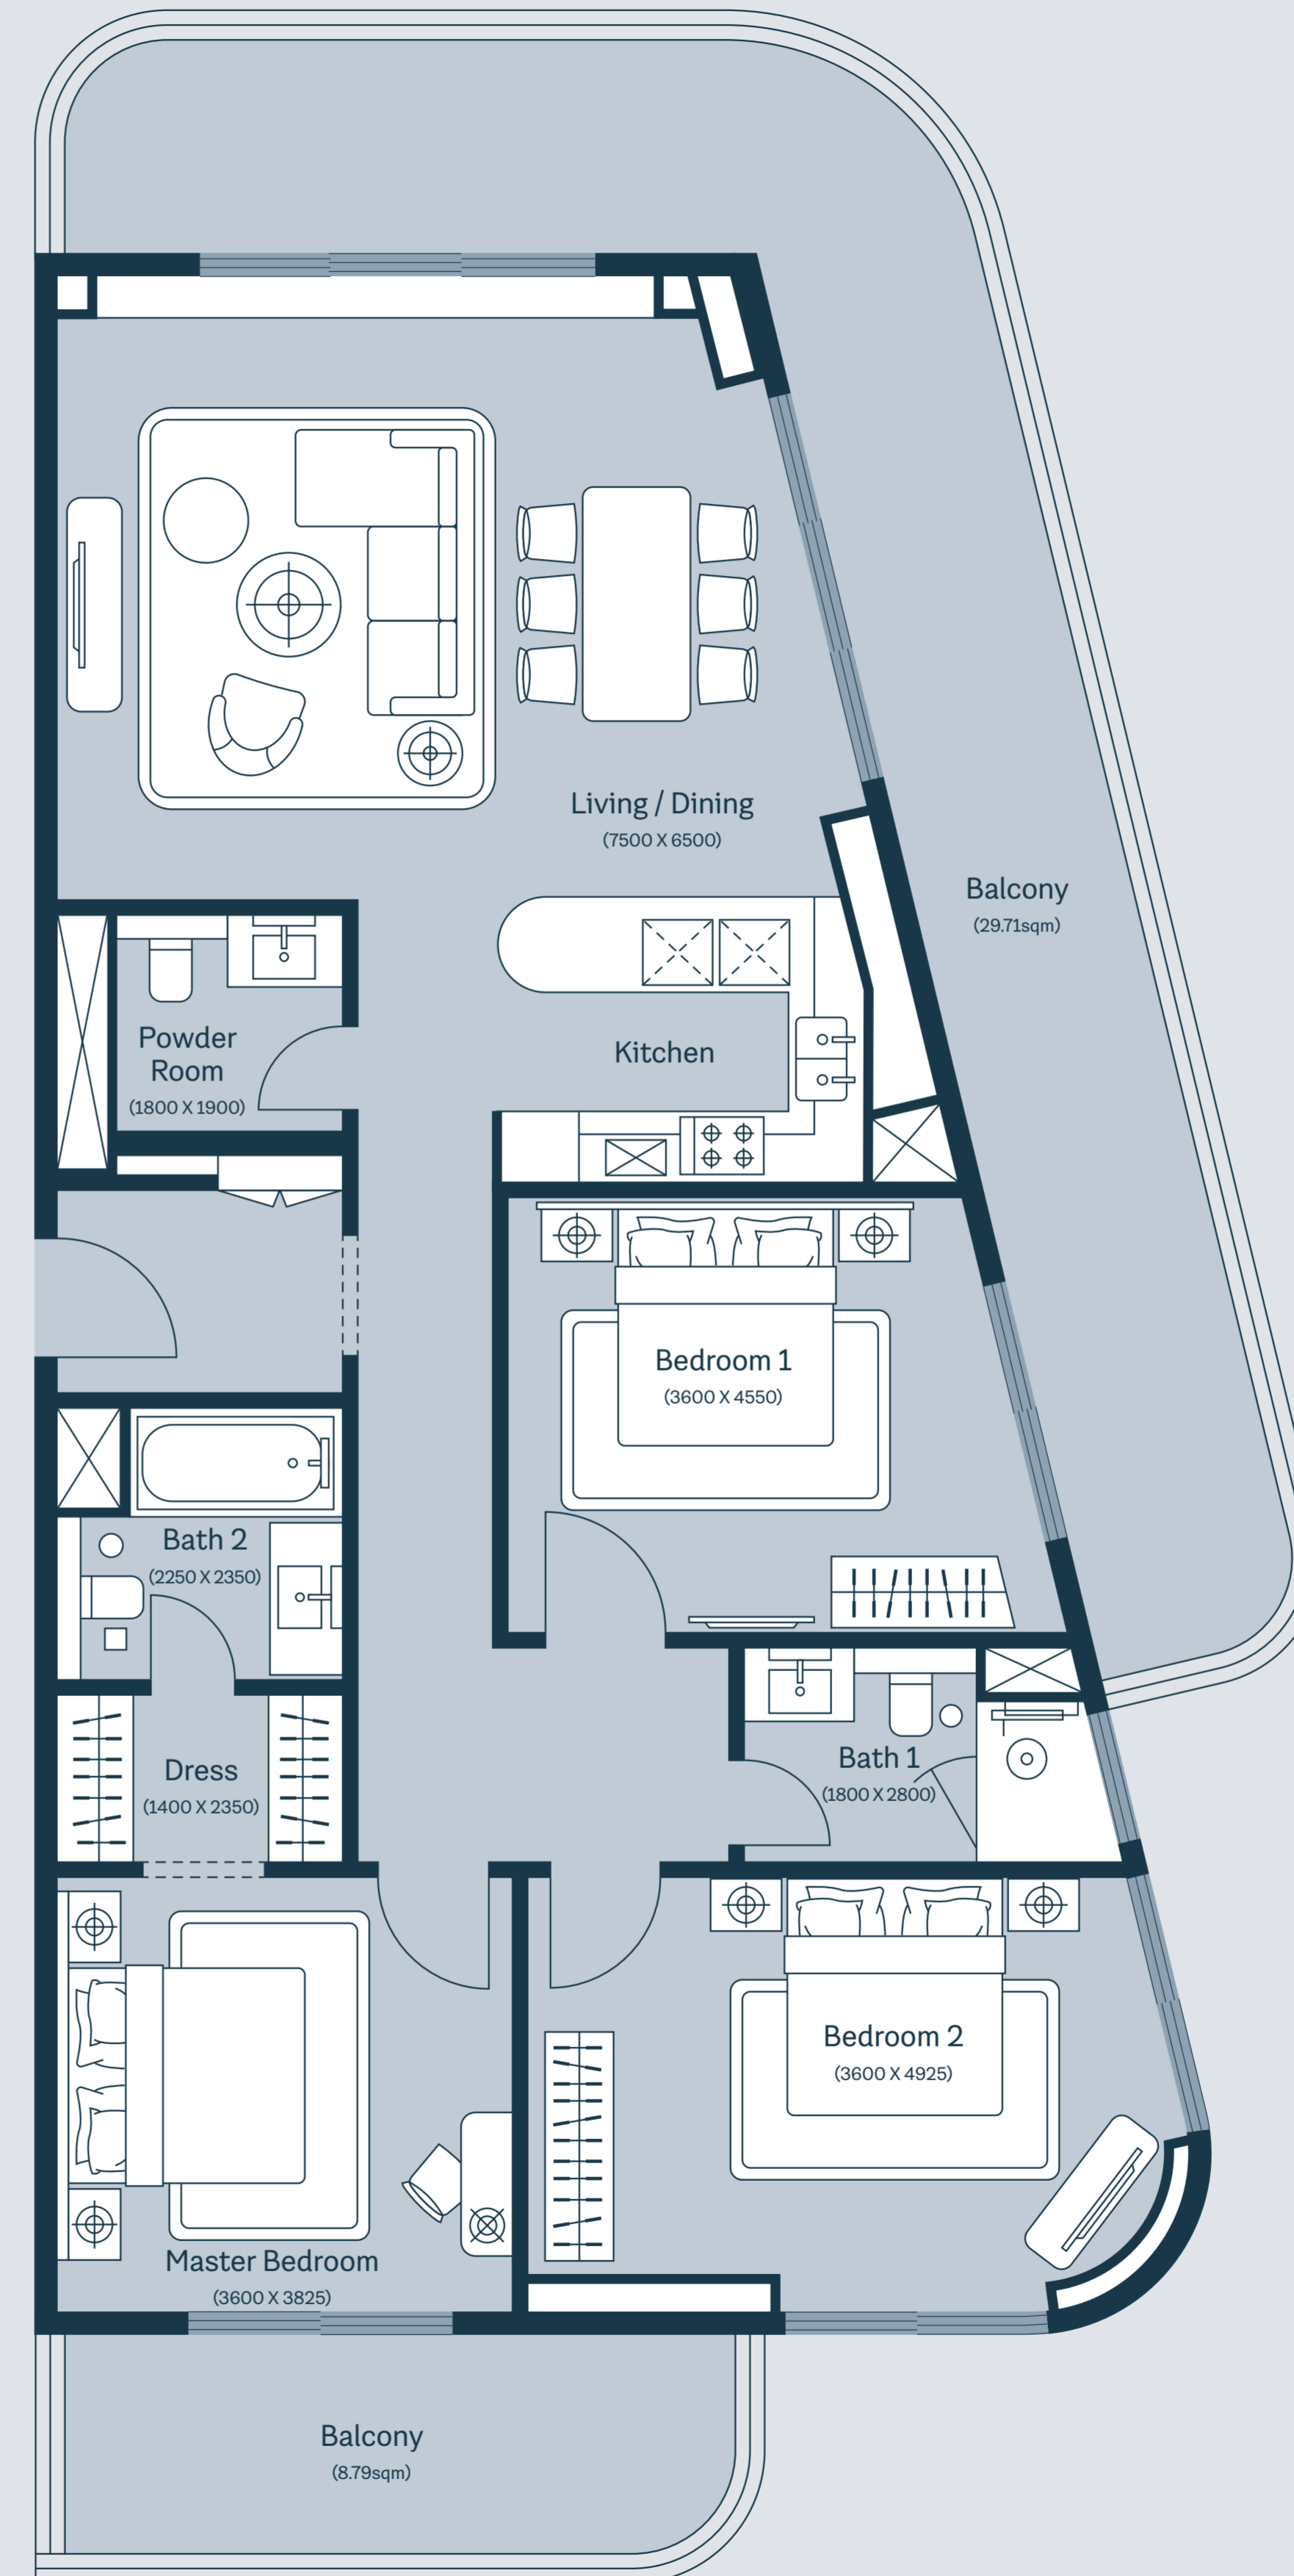 Living / Dining
(7500 X 6500)
Balcony
(29.71sqm)
Powder
Room
(1800 X 1900)
Kitchen
Bedroom 1
(3600 X 4550)
Bath 2
(2250 X 2350)
Dress
(1400 X 2350)
Bath 1
(1800 X 2800)
Bedroom 2
(3600 X 4925)
Master Bedroom
(3600 X 3825)
Balcony
(8.79sqm)